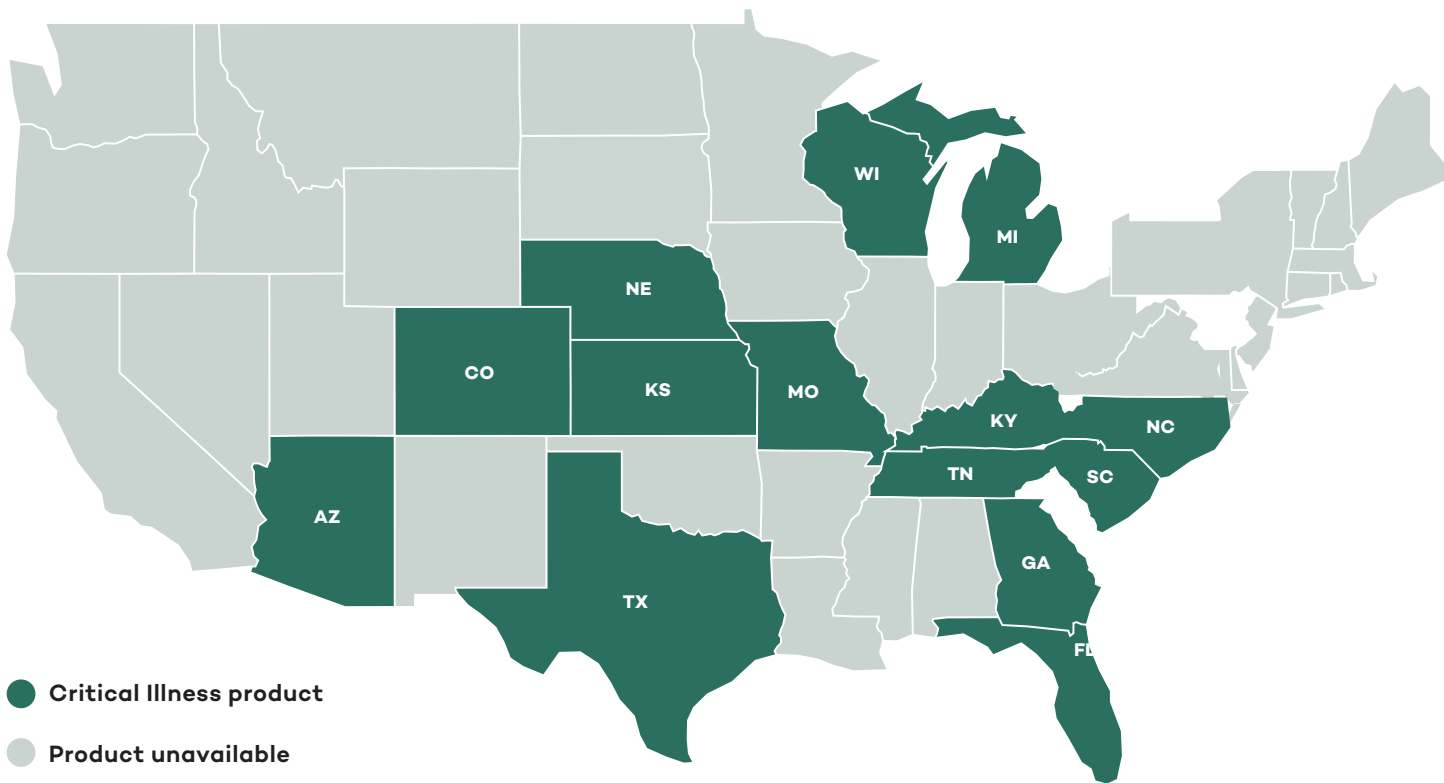 WI
MI
NE
CO
KS
MO
KY
NC
TN
SC
AZ
GA
TX
FL
Critical Illness product
Product unavailable